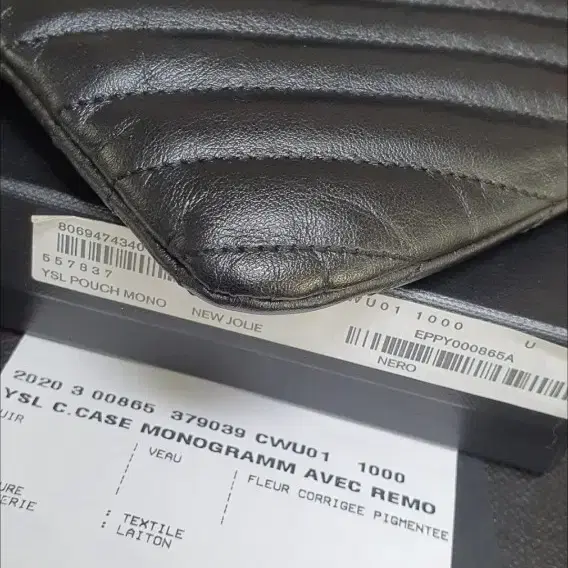 8069474340
557837
YSL POUCH MONO NEW JOLIE
WU01 1000 U
EPPY000865A
NERO
2020 3 00865 379039 CWU01 1000
YSL C.CASE MONOGRAMM AVEC REMO
UIR VEAU FLEUR CORRIGEE PIGMENTEE
URE : TEXTILE
ERIE : LAITON